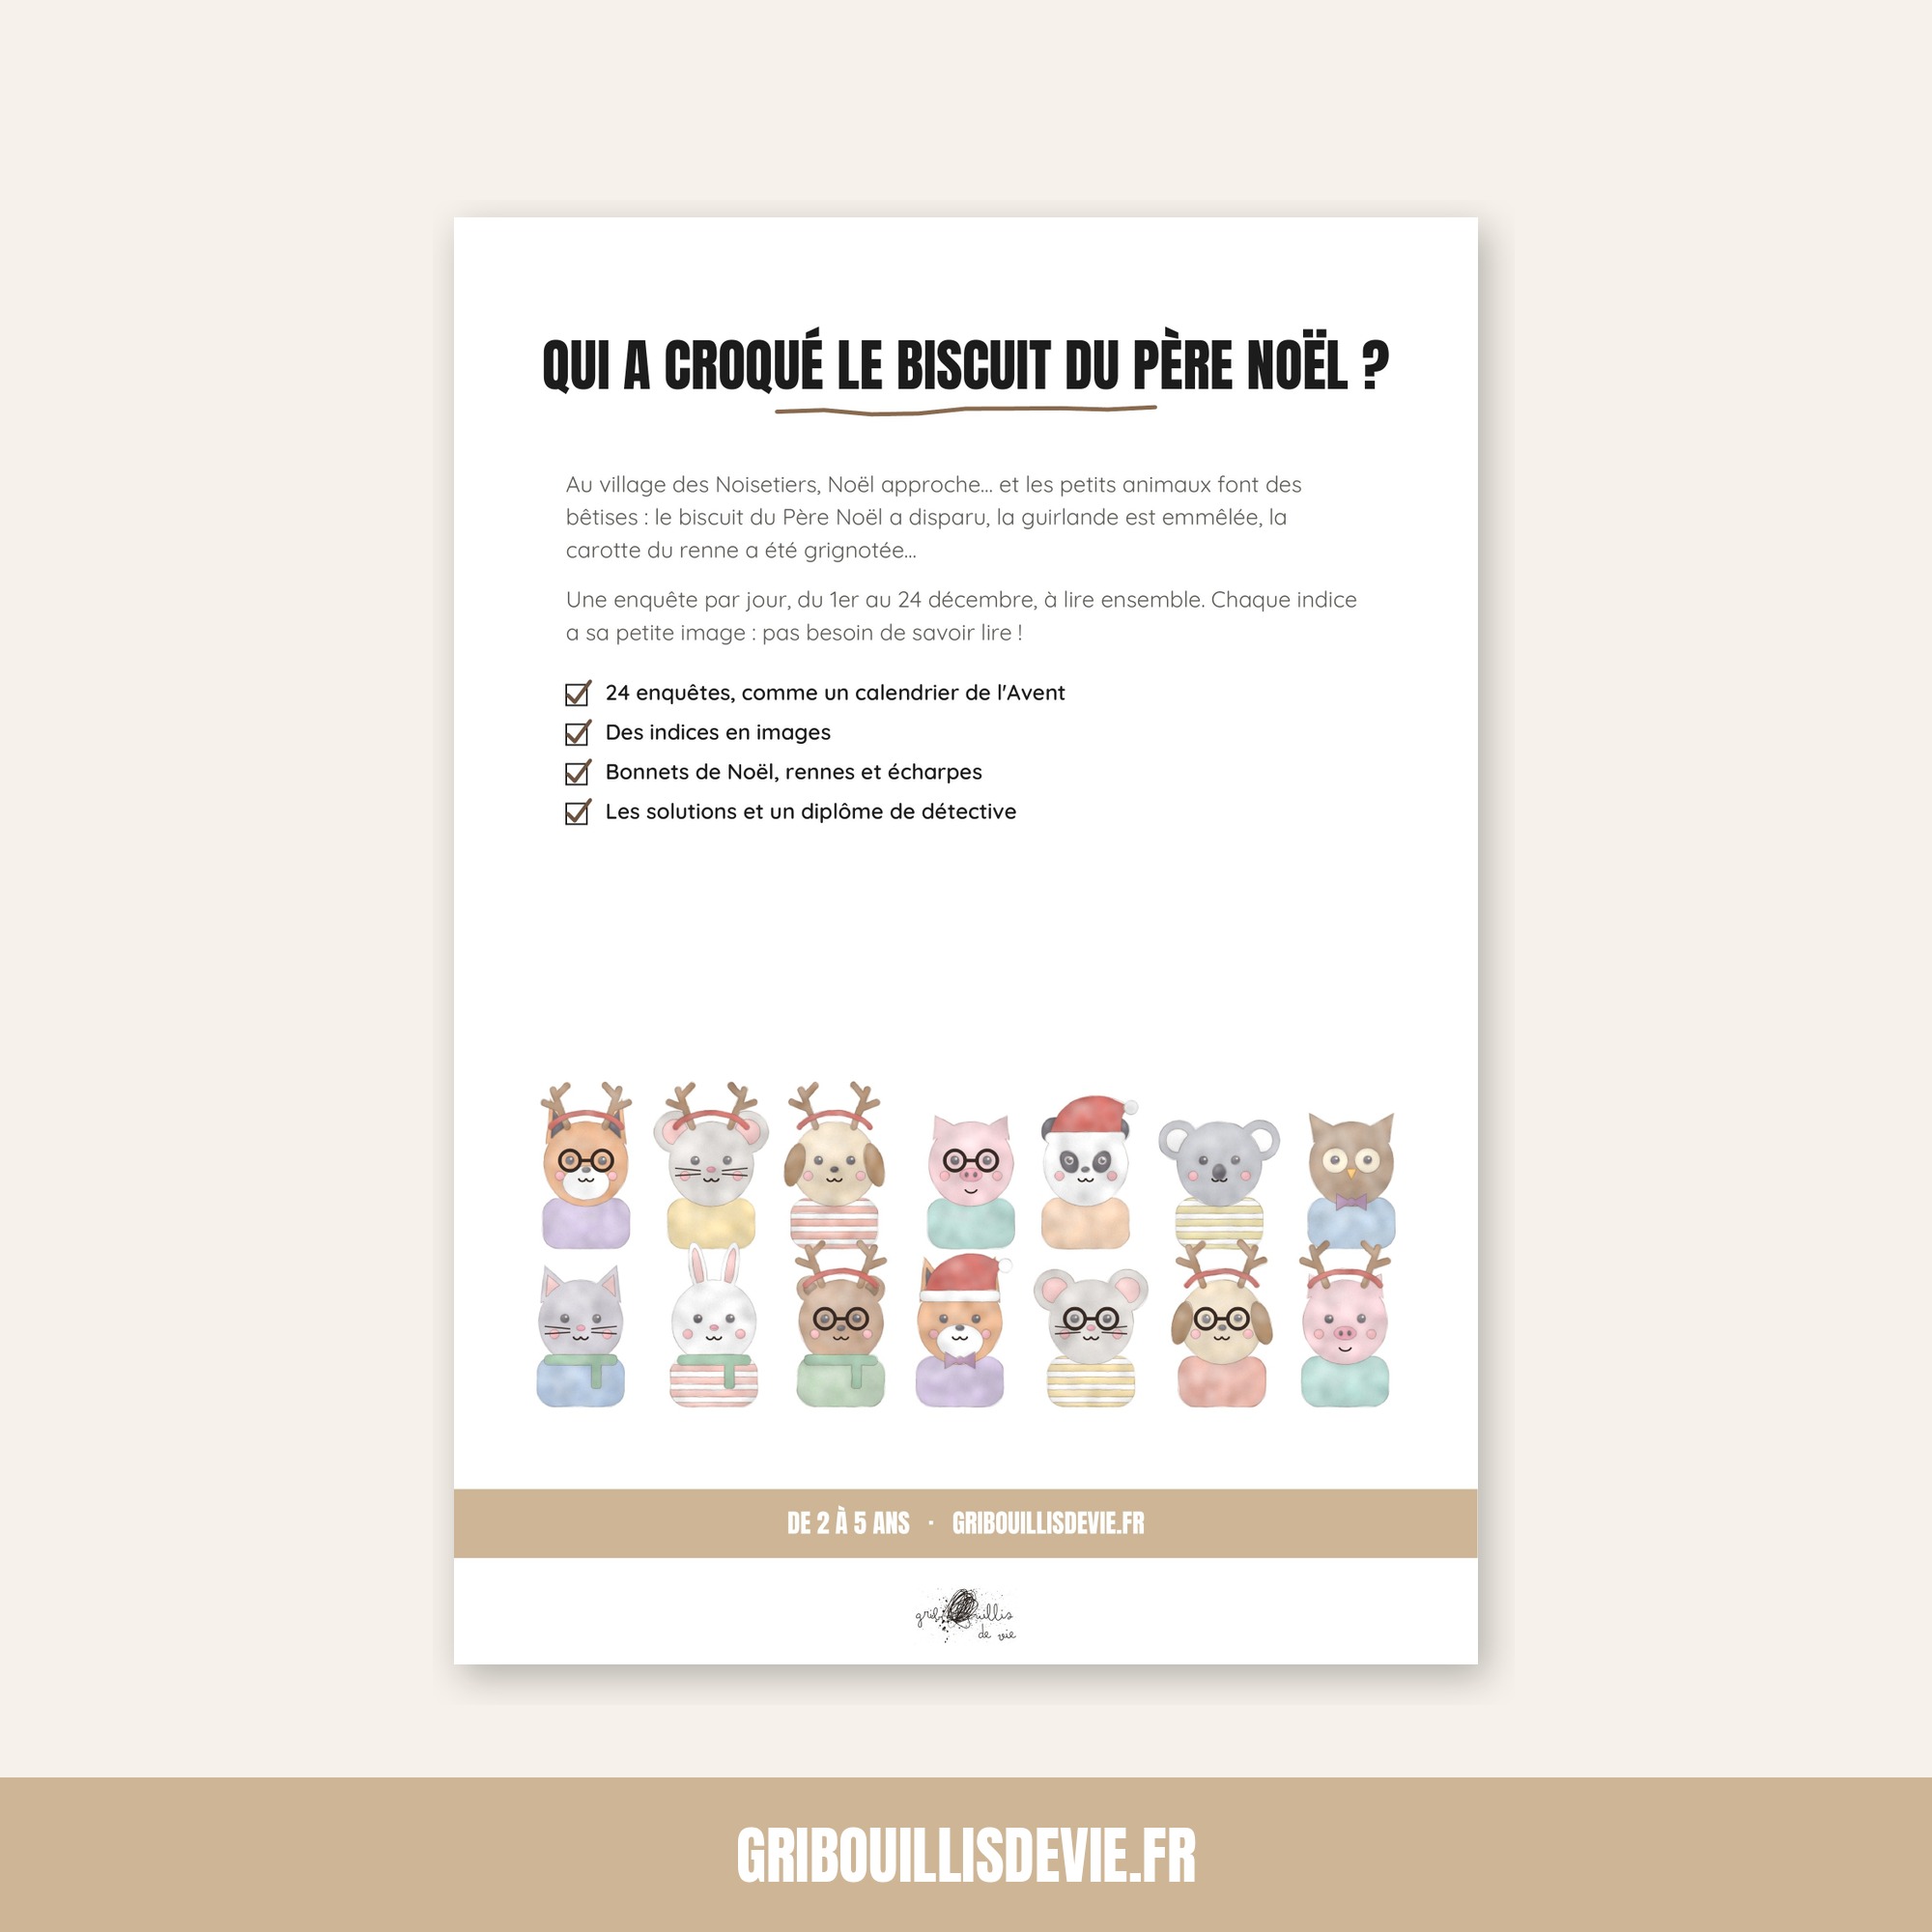 QUI A CROQUÉ LE BISCUIT DU PÈRE NOËL ?
Au village des Noisetiers, Noël approche... et les petits animaux font des
bêtises : le biscuit du Père Noël a disparu, la guirlande est emmêlée, la
carotte du renne a été grignotée...
Une enquête par jour, du 1er au 24 décembre, à lire ensemble. Chaque indice
a sa petite image : pas besoin de savoir lire !
24 enquêtes, comme un calendrier de l'Avent
Des indices en images
Bonnets de Noël, rennes et écharpes
Les solutions et un diplôme de détective
DE 2 À 5 ANS · GRIBOUILLISDEVIE.FR
gribouillis
de vie
GRIBOUILLISDEVIE.FR